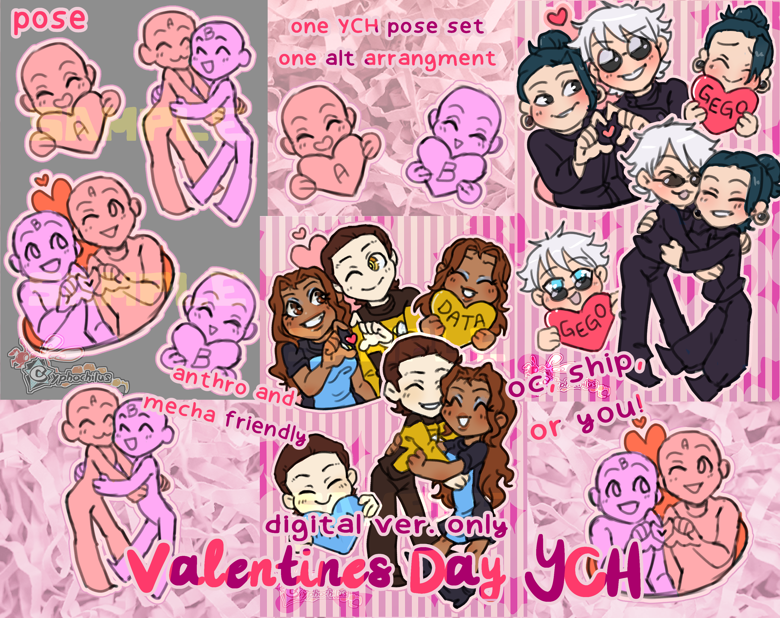 pose
SAMPLE
A
A
B
SAMPLE
B
A
B
Cyphochilus
one YCH pose set
one alt arrangment
A
B
GEGO
GEGO
DATA
anthro and
mecha friendly
oc, ship,
or you!
A
B
B
A
digital ver. only
Valentines Day YCH